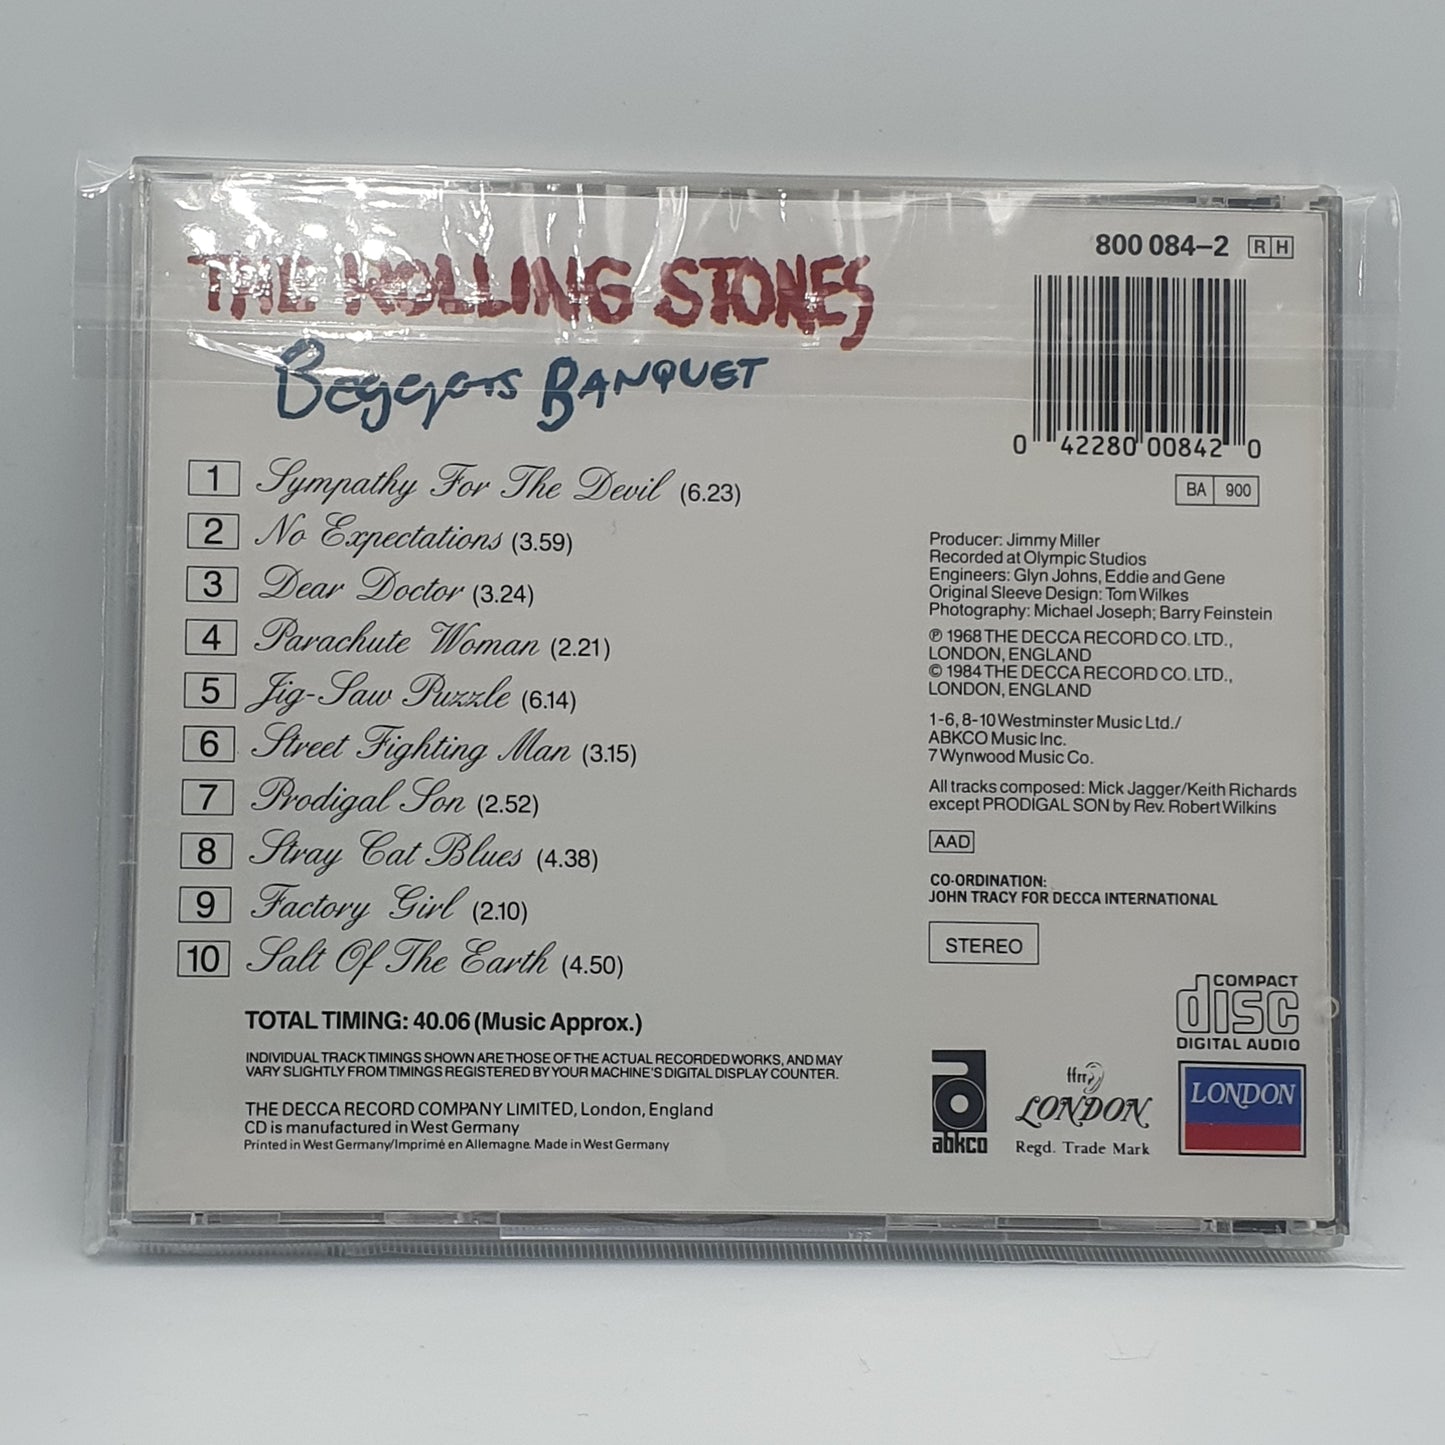 THE ROLLING STONES
Beggars BANQUET
1 Sympathy For The Devil (6.23)
2 No Expectations (3.59)
3 Dear Doctor (3.24)
4 Parachute Woman (2.21)
5 Jig-Saw Puzzle (6.14)
6 Street Fighting Man (3.15)
7 Prodigal Son (2.52)
8 Stray Cat Blues (4.38)
9 Factory Girl (2.10)
10 Salt Of The Earth (4.50)
TOTAL TIMING: 40.06 (Music Approx.)
INDIVIDUAL TRACK TIMINGS SHOWN ARE THOSE OF THE ACTUAL RECORDED WORKS, AND MAY
VARY SLIGHTLY FROM TIMINGS REGISTERED BY YOUR MACHINE'S DIGITAL DISPLAY COUNTER.
THE DECCA RECORD COMPANY LIMITED, London, England
CD is manufactured in West Germany
Printed in West Germany/Imprimé en Allemagne. Made in West Germany
800 084-2 R H
0 42280 00842 0
BA 900
Producer: Jimmy Miller
Recorded at Olympic Studios
Engineers: Glyn Johns, Eddie and Gene
Original Sleeve Design: Tom Wilkes
Photography: Michael Joseph; Barry Feinstein
℗ 1968 THE DECCA RECORD CO. LTD.,
LONDON, ENGLAND
© 1984 THE DECCA RECORD CO. LTD.,
LONDON, ENGLAND
1-6, 8-10 Westminster Music Ltd./
ABKCO Music Inc.
7 Wynwood Music Co.
All tracks composed: Mick Jagger/Keith Richards
except PRODIGAL SON by Rev. Robert Wilkins
AAD
CO-ORDINATION:
JOHN TRACY FOR DECCA INTERNATIONAL
STEREO
COMPACT
disc
DIGITAL AUDIO
abkco
ffrr
LONDON
Regd. Trade Mark
LONDON